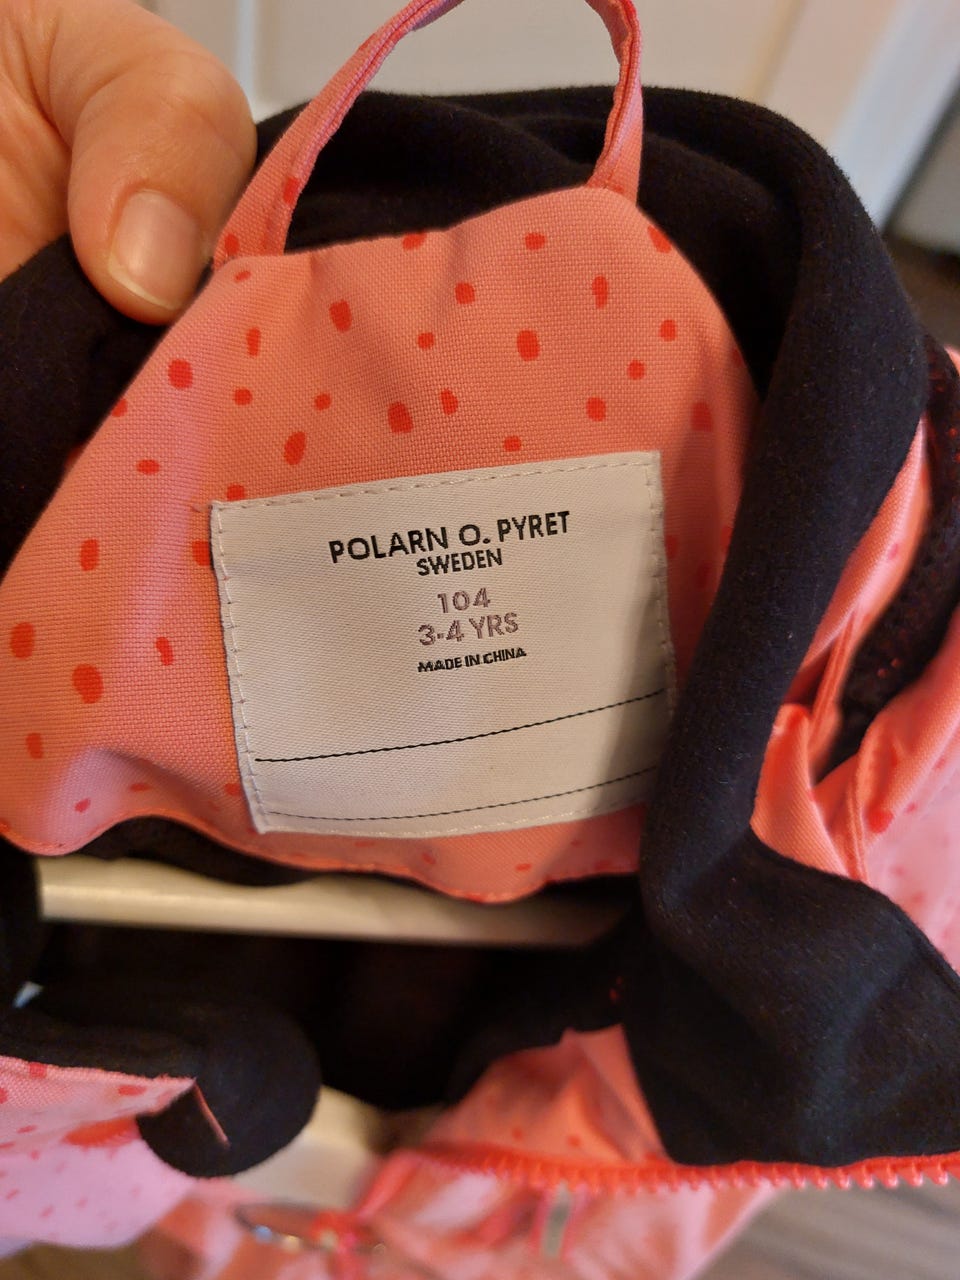 POLARN O. PYRET
SWEDEN
104
3-4 YRS
MADE IN CHINA